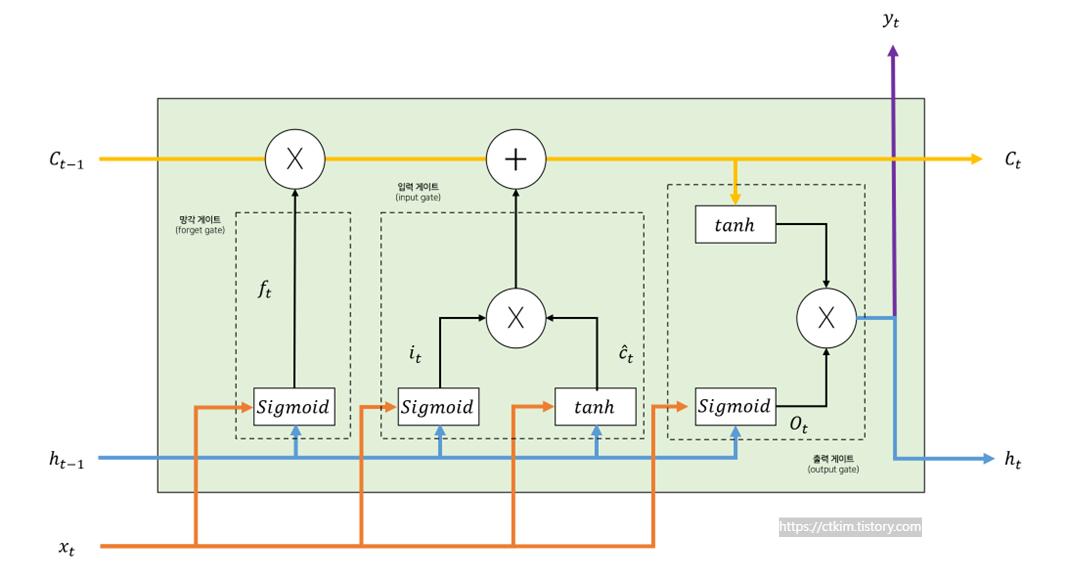 y_t
C_{t-1}
X
+
C_t
입력 게이트
(input gate)
망각 게이트
(forget gate)
tanh
f_t
X
X
i_t
ĉ_t
Sigmoid
Sigmoid
tanh
Sigmoid
O_t
h_{t-1}
출력 게이트
(output gate)
h_t
https://ctkim.tistory.com
x_t